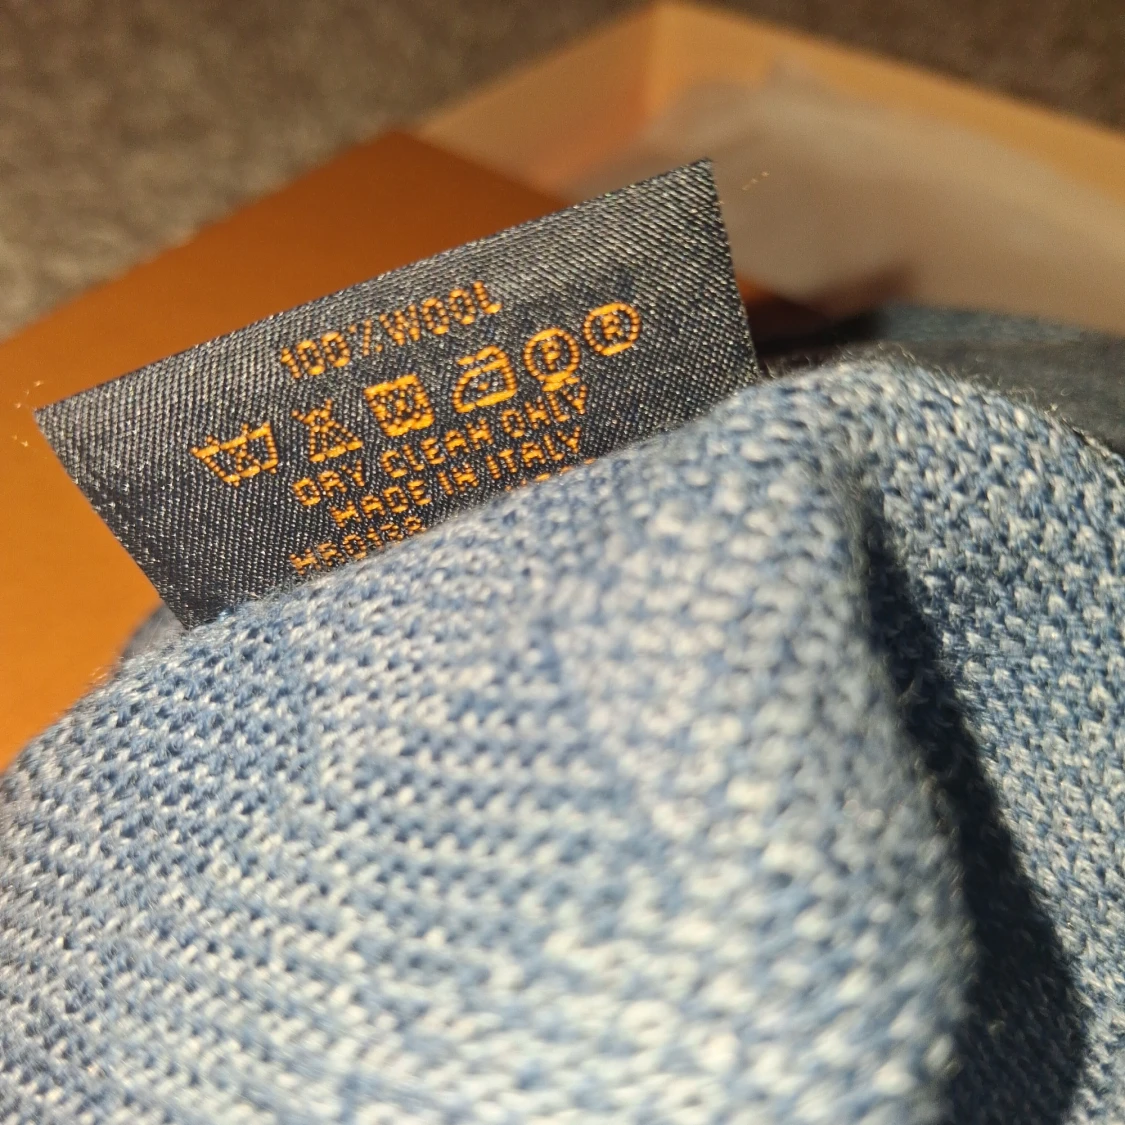 100%WOOL
P R
DRY CLEAN ONLY
MADE IN ITALY